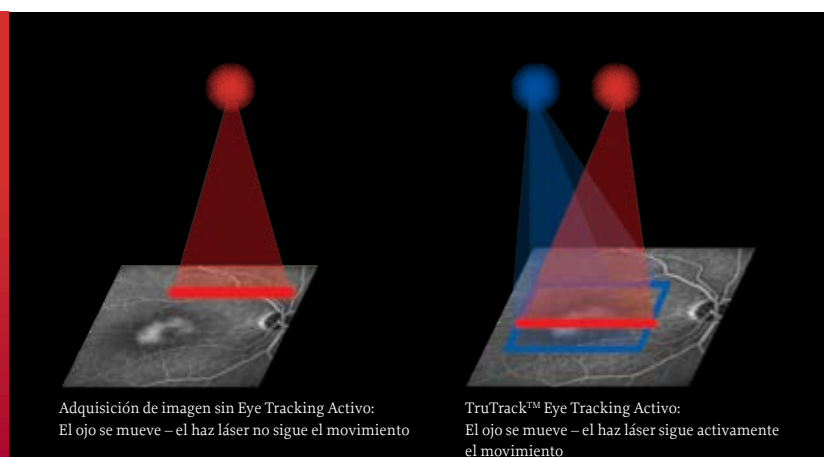 Adquisición de imagen sin Eye Tracking Activo:
El ojo se mueve – el haz láser no sigue el movimiento
TruTrack™ Eye Tracking Activo:
El ojo se mueve – el haz láser sigue activamente
el movimiento